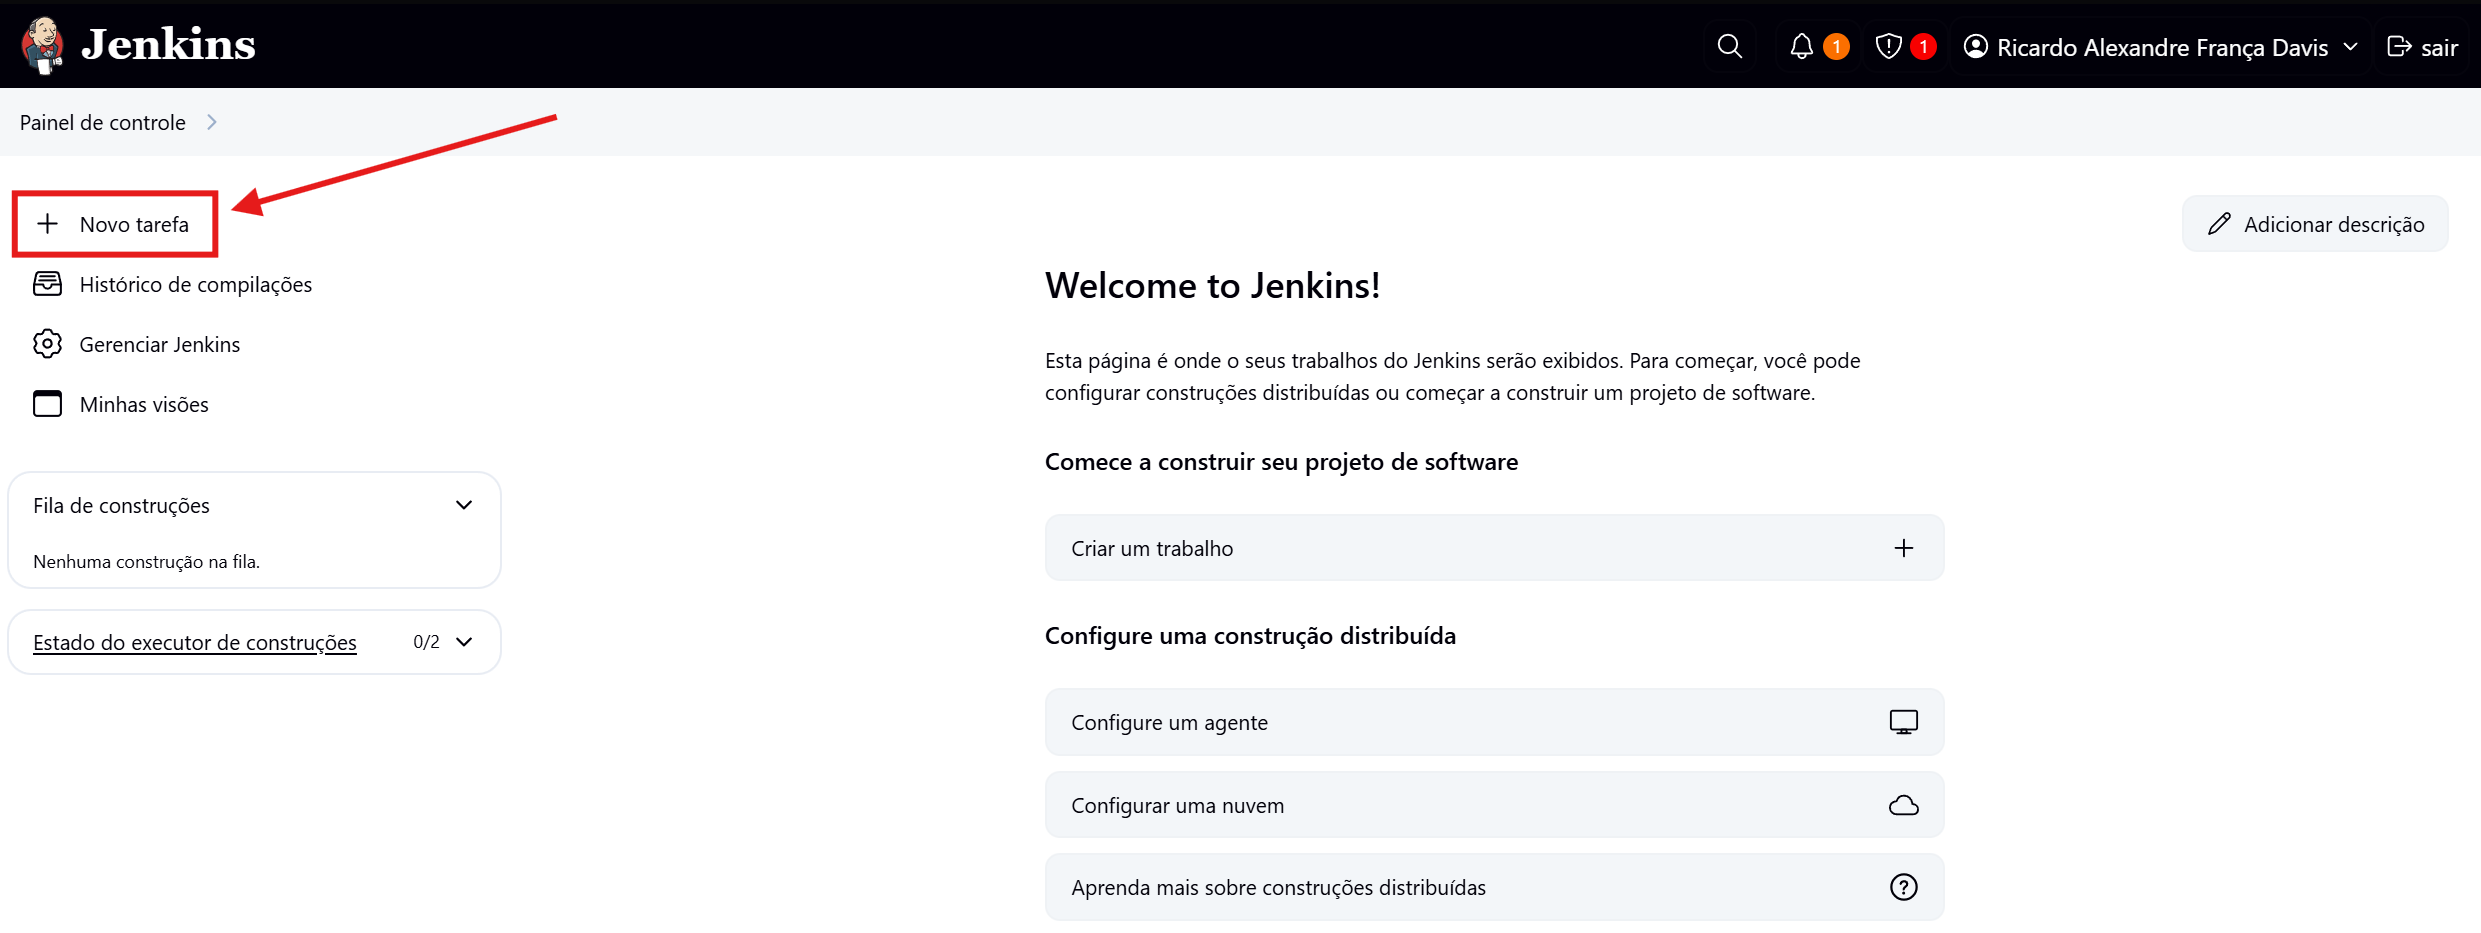 Jenkins
1
1
Ricardo Alexandre França Davis
sair
Painel de controle
Novo tarefa
Histórico de compilações
Gerenciar Jenkins
Minhas visões
Fila de construções
Nenhuma construção na fila.
Estado do executor de construções
0/2
Adicionar descrição
Welcome to Jenkins!
Esta página é onde o seus trabalhos do Jenkins serão exibidos. Para começar, você pode
configurar construções distribuídas ou começar a construir um projeto de software.
Comece a construir seu projeto de software
Criar um trabalho
Configure uma construção distribuída
Configure um agente
Configurar uma nuvem
Aprenda mais sobre construções distribuídas